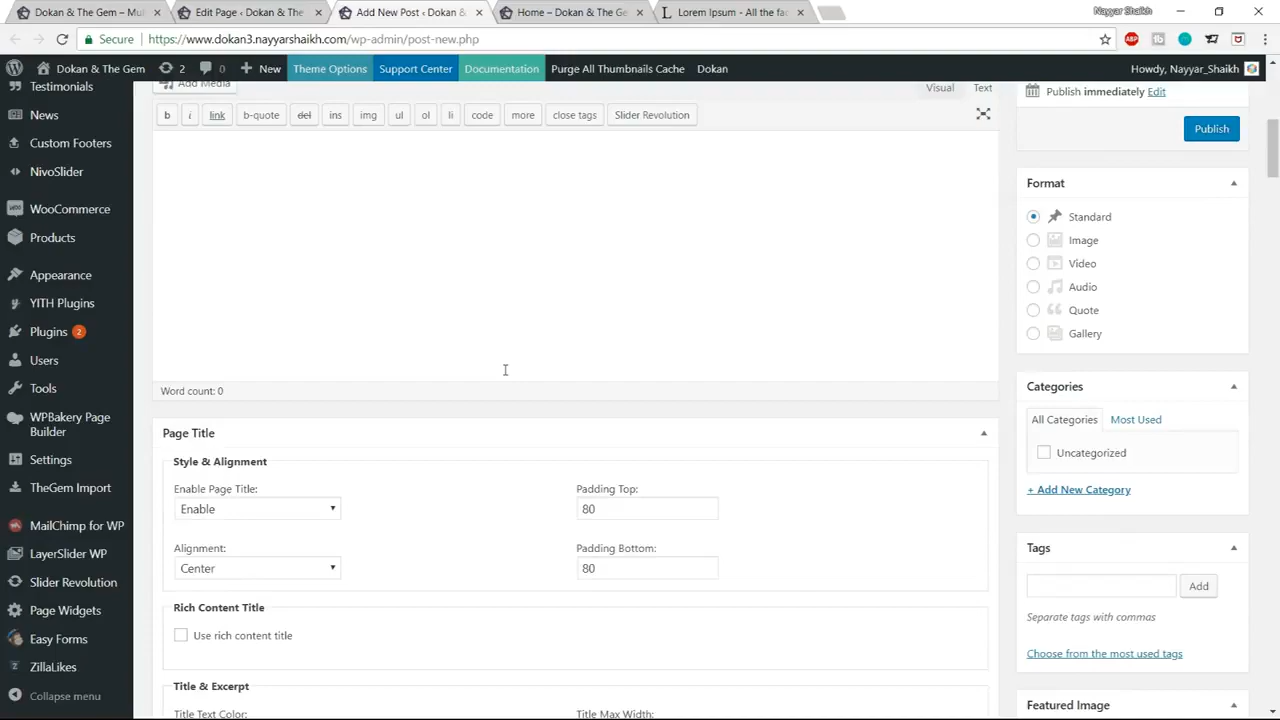 Dokan & The Gem – Mul
Edit Page ‹ Dokan & The
Add New Post ‹ Dokan &
Home – Dokan & The Ge
Lorem Ipsum - All the fac
Nayyar Shaikh
Secure
https://www.dokan3.nayyarshaikh.com/wp-admin/post-new.php
ABP
Dokan & The Gem
2
0
New
Theme Options
Support Center
Documentation
Purge All Thumbnails Cache
Dokan
Howdy, Nayyar_Shaikh
Testimonials
News
Custom Footers
NivoSlider
WooCommerce
Products
Appearance
YITH Plugins
Plugins 2
Users
Tools
WPBakery Page
Builder
Settings
TheGem Import
MailChimp for WP
LayerSlider WP
Slider Revolution
Page Widgets
Easy Forms
ZillaLikes
Collapse menu
Add Media
Visual
Text
b
i
link
b-quote
del
ins
img
ul
ol
li
code
more
close tags
Slider Revolution
Word count: 0
Page Title
Style & Alignment
Enable Page Title:
Enable
Padding Top:
80
Alignment:
Center
Padding Bottom:
80
Rich Content Title
Use rich content title
Title & Excerpt
Title Text Color:
Title Max Width:
Publish immediately Edit
Publish
Format
Standard
Image
Video
Audio
Quote
Gallery
Categories
All Categories
Most Used
Uncategorized
+ Add New Category
Tags
Add
Separate tags with commas
Choose from the most used tags
Featured Image